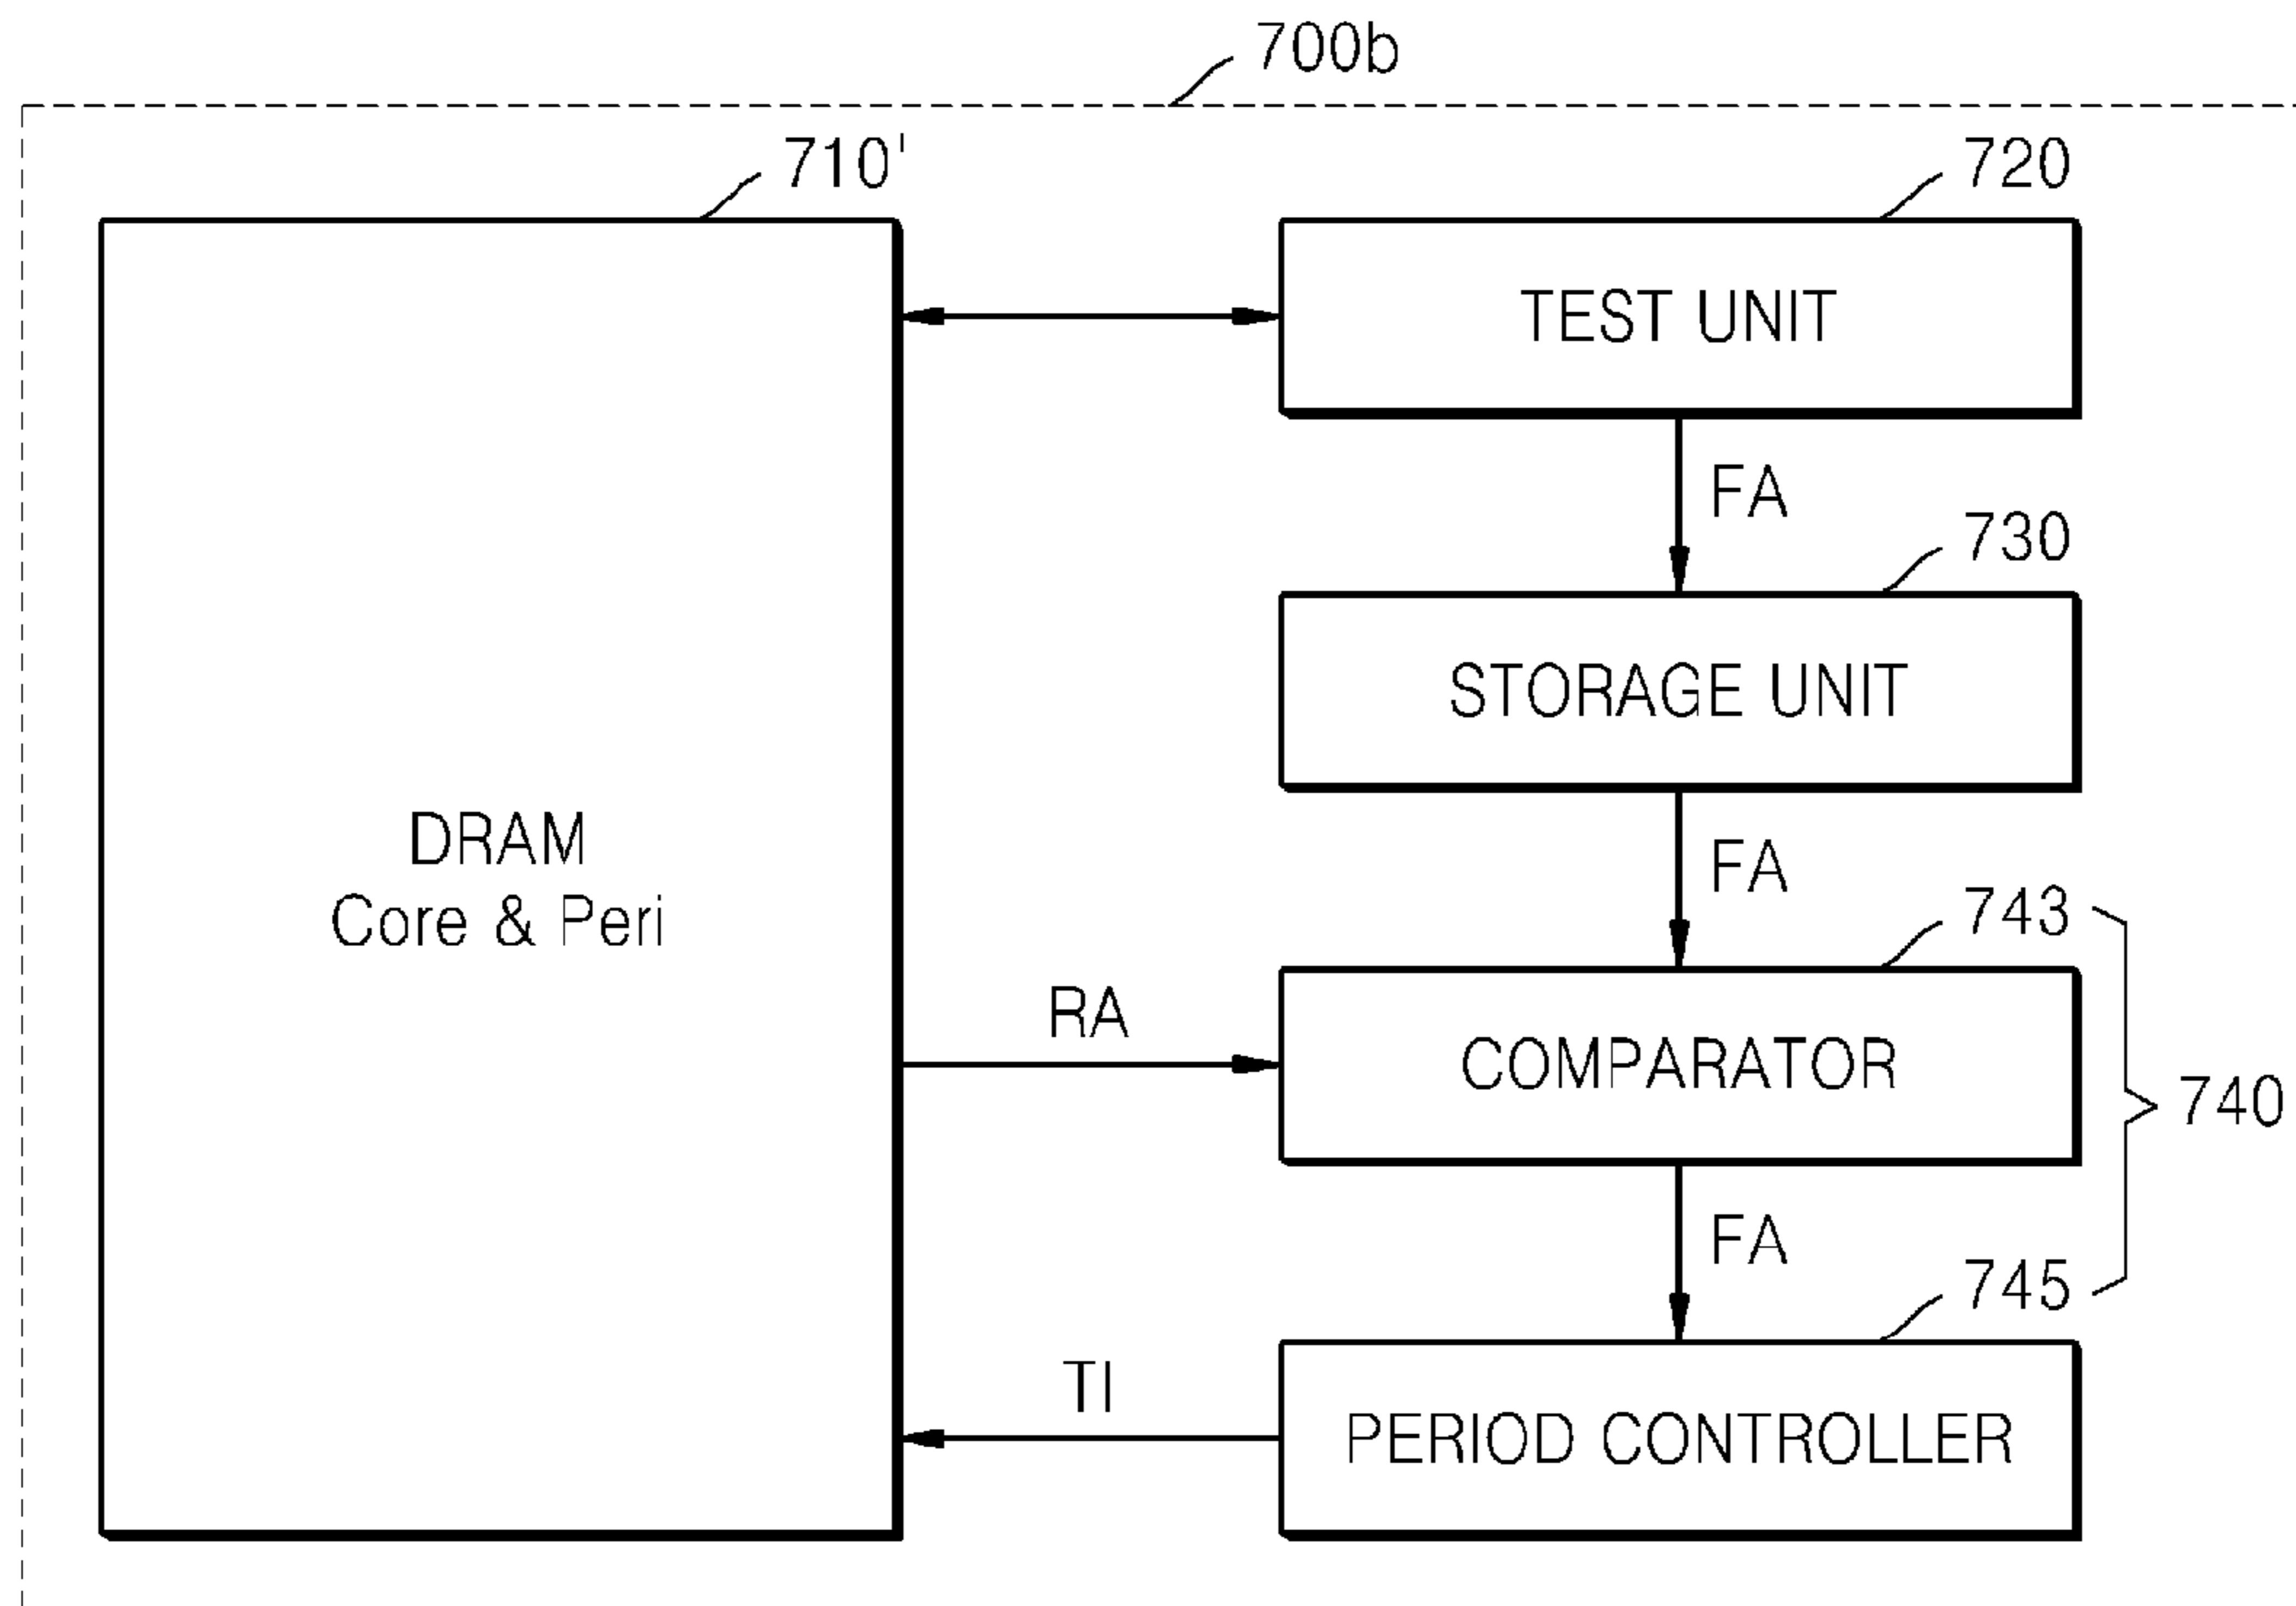 700b
710'
720
TEST UNIT
FA
730
STORAGE UNIT
FA
DRAM
Core & Peri
743
RA
COMPARATOR
740
FA
745
TI
PERIOD CONTROLLER